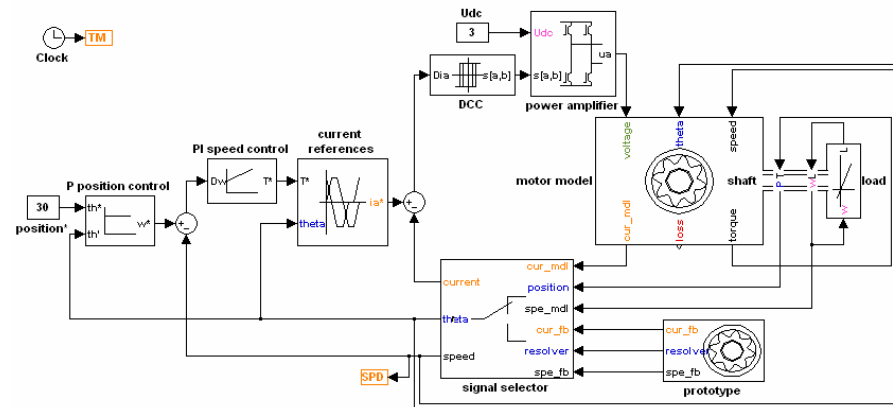 Udc
3
TM
Clock
Udc
ua
s[a,b]
power amplifier
Dia
s[a,b]
DCC
voltage
theta
speed
motor model
cur_mdl
loss
torque
shaft
P
T
w
L
L
w
load
PI speed control
Dw
T*
current
references
T*
theta
ia*
P position control
30
position*
th*
th'
w*
cur_mdl
current
position
spe_mdl
theta
cur_fb
resolver
speed
spe_fb
signal selector
cur_fb
resolver
spe_fb
prototype
SPD